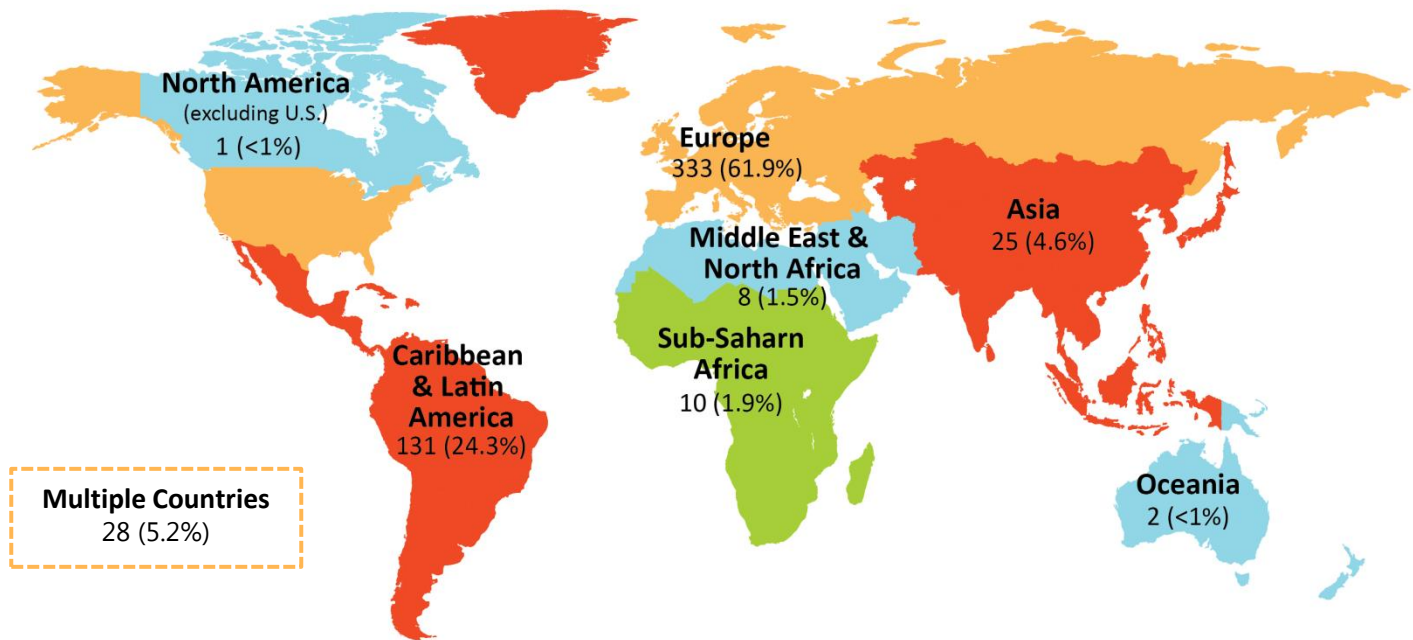 North America
(excluding U.S.)
1 (<1%)
Europe
333 (61.9%)
Asia
25 (4.6%)
Middle East &
North Africa
8 (1.5%)
Sub-Saharn
Africa
10 (1.9%)
Caribbean
& Latin
America
131 (24.3%)
Multiple Countries
28 (5.2%)
Oceania
2 (<1%)